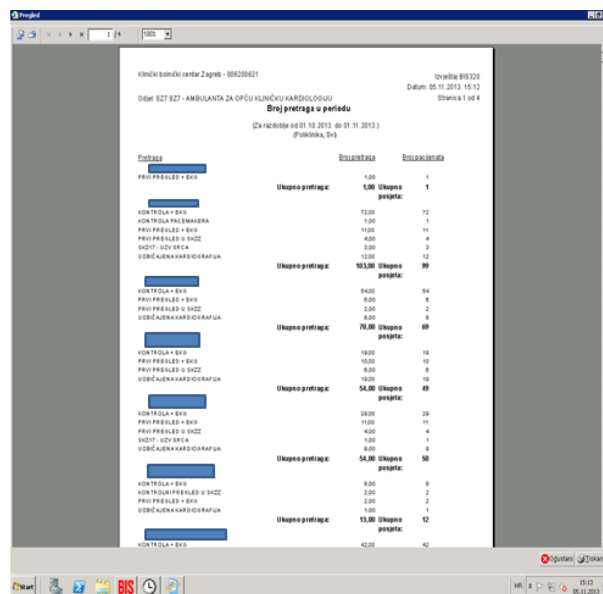 Pregled
1 /4 100%
Klinički bolnički centar Zagreb - 006200621
Izvještaj BIS320
Datum: 05.11.2013. 15:12
Odjel: SZ7 SZ7 - AMBULANTA ZA OPĆU KLINIČKU KARDIOLOGIJU Stranica 1 od 4
Broj pretraga u periodu
(Za razdoblje od 01.10.2013. do 01.11.2013.)
(Poliklinika, Svi)
Pretraga Broj pretraga Broj pacijenata
PRVI PREGLED + EKG 1,00 1
Ukupno pretraga: 1,00 Ukupno posjeta: 1
KONTROLA + EKG 72,00 72
KONTROLA PACEMAKERA 1,00 1
PRVI PREGLED + EKG 11,00 11
PRVI PREGLED U SKZZ 4,00 4
SKZ17 - UZV SRCA 3,00 3
UOBIČAJENA KARDIOGRAFIJA 12,00 12
Ukupno pretraga: 103,00 Ukupno posjeta: 99
KONTROLA + EKG 54,00 54
PRVI PREGLED + EKG 6,00 6
PRVI PREGLED U SKZZ 2,00 2
UOBIČAJENA KARDIOGRAFIJA 8,00 8
Ukupno pretraga: 70,00 Ukupno posjeta: 69
KONTROLA + EKG 19,00 19
PRVI PREGLED + EKG 10,00 10
PRVI PREGLED U SKZZ 6,00 6
UOBIČAJENA KARDIOGRAFIJA 19,00 19
Ukupno pretraga: 54,00 Ukupno posjeta: 49
KONTROLA + EKG 29,00 29
PRVI PREGLED + EKG 11,00 11
PRVI PREGLED U SKZZ 4,00 4
SKZ17 - UZV SRCA 1,00 1
UOBIČAJENA KARDIOGRAFIJA 9,00 9
Ukupno pretraga: 54,00 Ukupno posjeta: 50
KONTROLA + EKG 8,00 8
KONTROLNI PREGLED U SKZZ 2,00 2
PRVI PREGLED + EKG 2,00 2
UOBIČAJENA KARDIOGRAFIJA 1,00 1
Ukupno pretraga: 13,00 Ukupno posjeta: 12
KONTROLA + EKG 42,00 42
Odustani Tiskan
Start BIS HR 15:13
05.11.2013